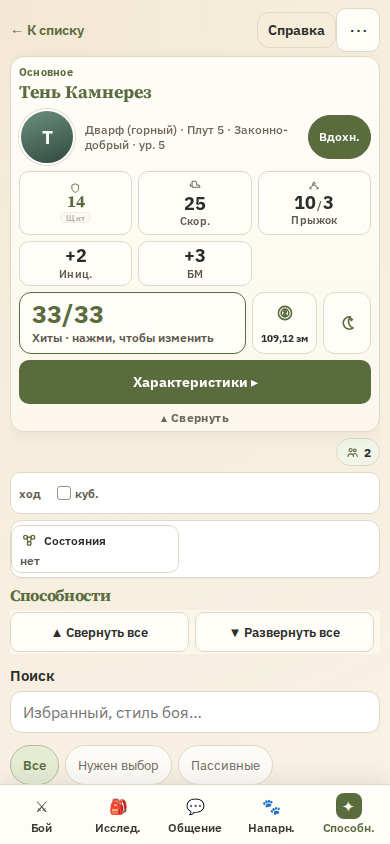 ← К списку
Справка
...
Основное
Тень Камнерез
Т
Дварф (горный) · Плут 5 · Законно-
добрый · ур. 5
Вдохн.
14
Щит
25
Скор.
10/3
Прыжок
+2
Иниц.
+3
БМ
33/33
Хиты · нажми, чтобы изменить
109,12 зм
Характеристики ▸
▴ Свернуть
2
ход
куб.
Состояния
нет
Способности
▲ Свернуть все
▼ Развернуть все
Поиск
Избранный, стиль боя...
Все
Нужен выбор
Пассивные
Бой
Исслед.
Общение
Напарн.
Способн.